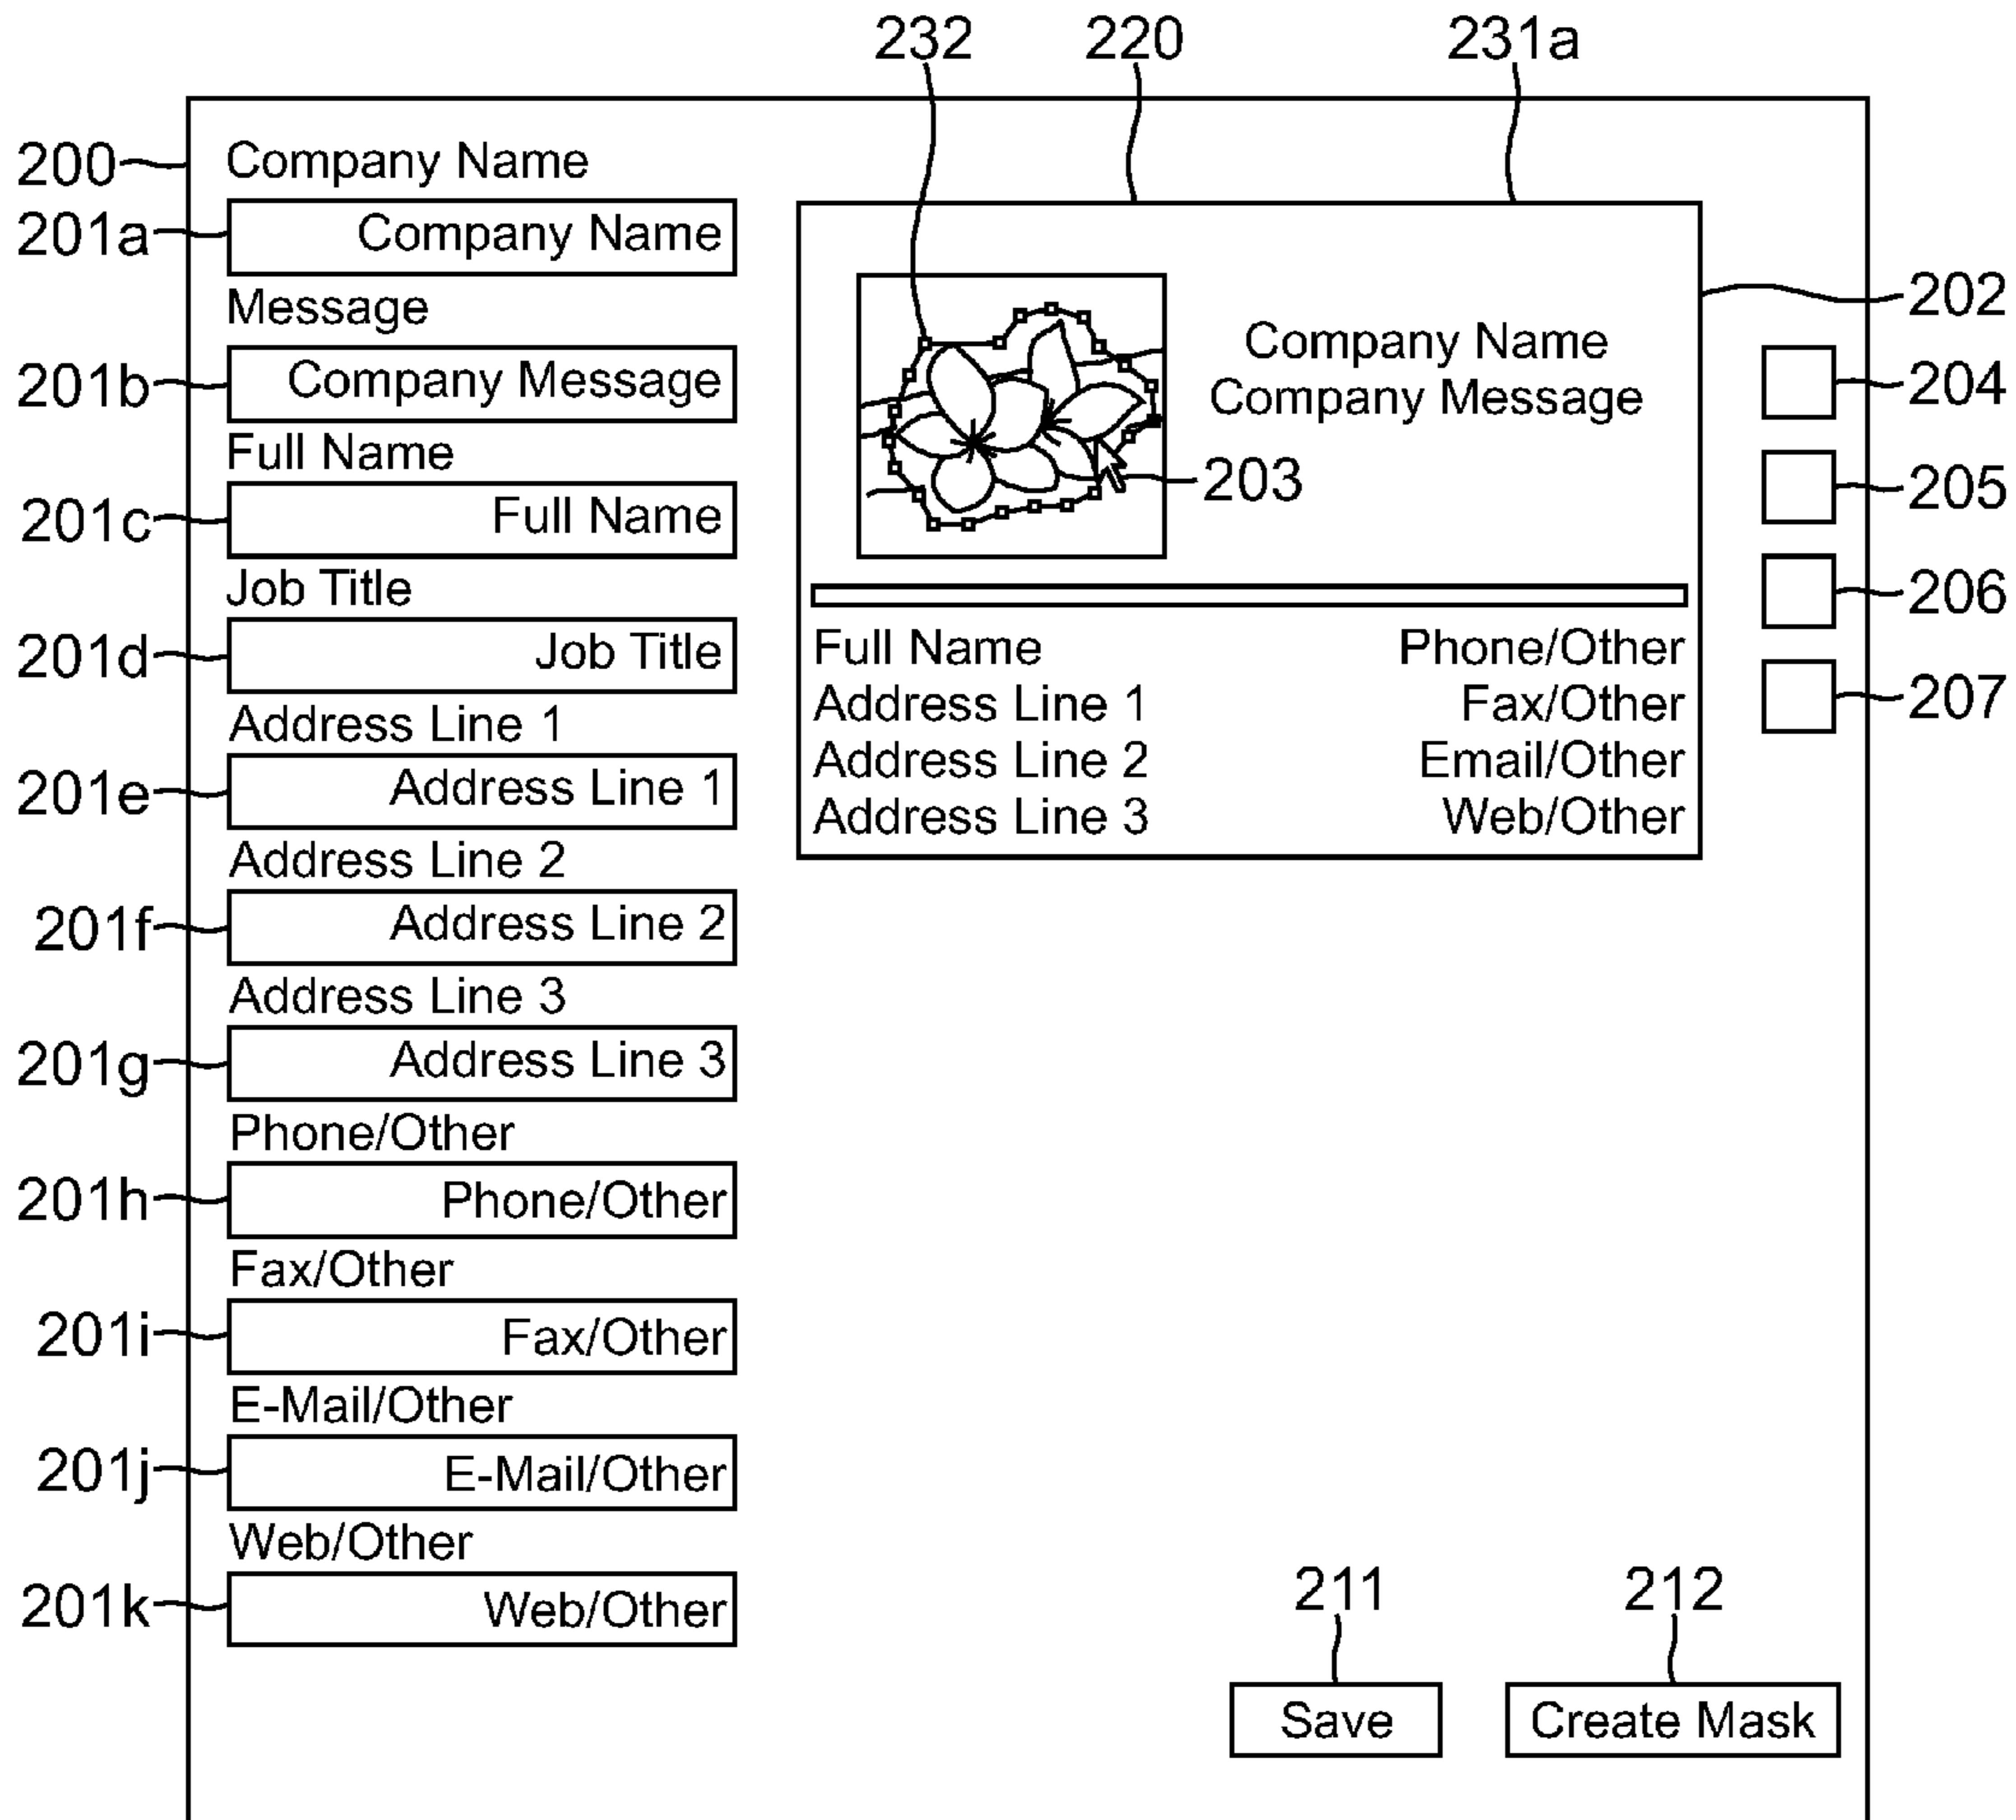 232 220 231a
200 Company Name
201a Company Name
Message
201b Company Message
Full Name
201c Full Name
Job Title
201d Job Title
Address Line 1
201e Address Line 1
Address Line 2
201f Address Line 2
Address Line 3
201g Address Line 3
Phone/Other
201h Phone/Other
Fax/Other
201i Fax/Other
E-Mail/Other
201j E-Mail/Other
Web/Other
201k Web/Other
Company Name
Company Message
203
Full Name Phone/Other
Address Line 1 Fax/Other
Address Line 2 Email/Other
Address Line 3 Web/Other
202
204
205
206
207
211 212
Save Create Mask